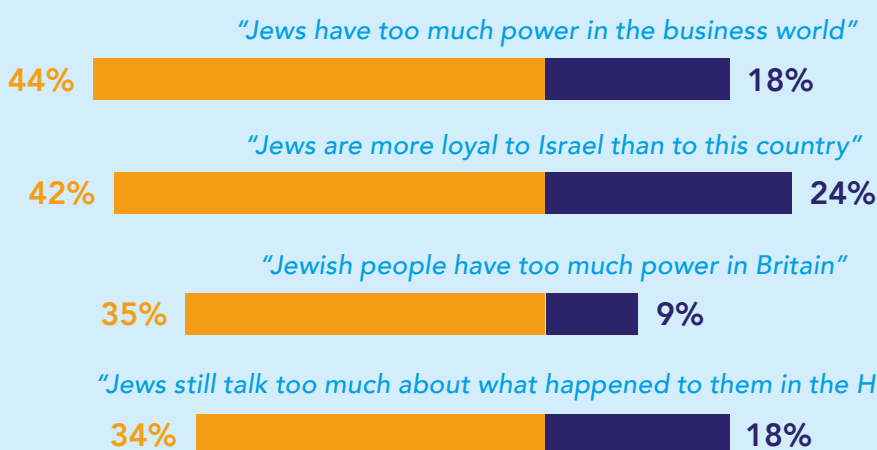 “Jews have too much power in the business world”
44% 18%
“Jews are more loyal to Israel than to this country”
42% 24%
“Jewish people have too much power in Britain”
35% 9%
“Jews still talk too much about what happened to them in the H
34% 18%